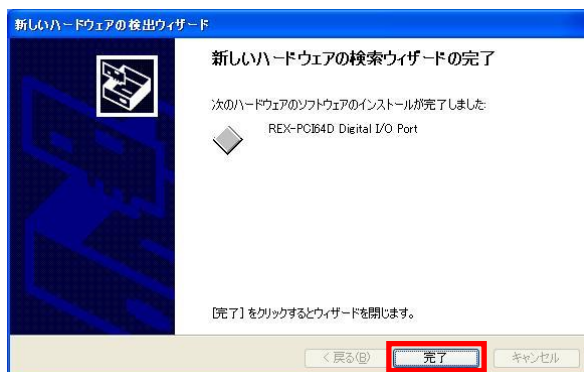 新しいハードウェアの検出ウィザード
新しいハードウェアの検索ウィザードの完了
次のハードウェアのソフトウェアのインストールが完了しました:
REX-PCI64D Digital I/O Port
[完了] をクリックするとウィザードを閉じます。
< 戻る(B) 完了 キャンセル